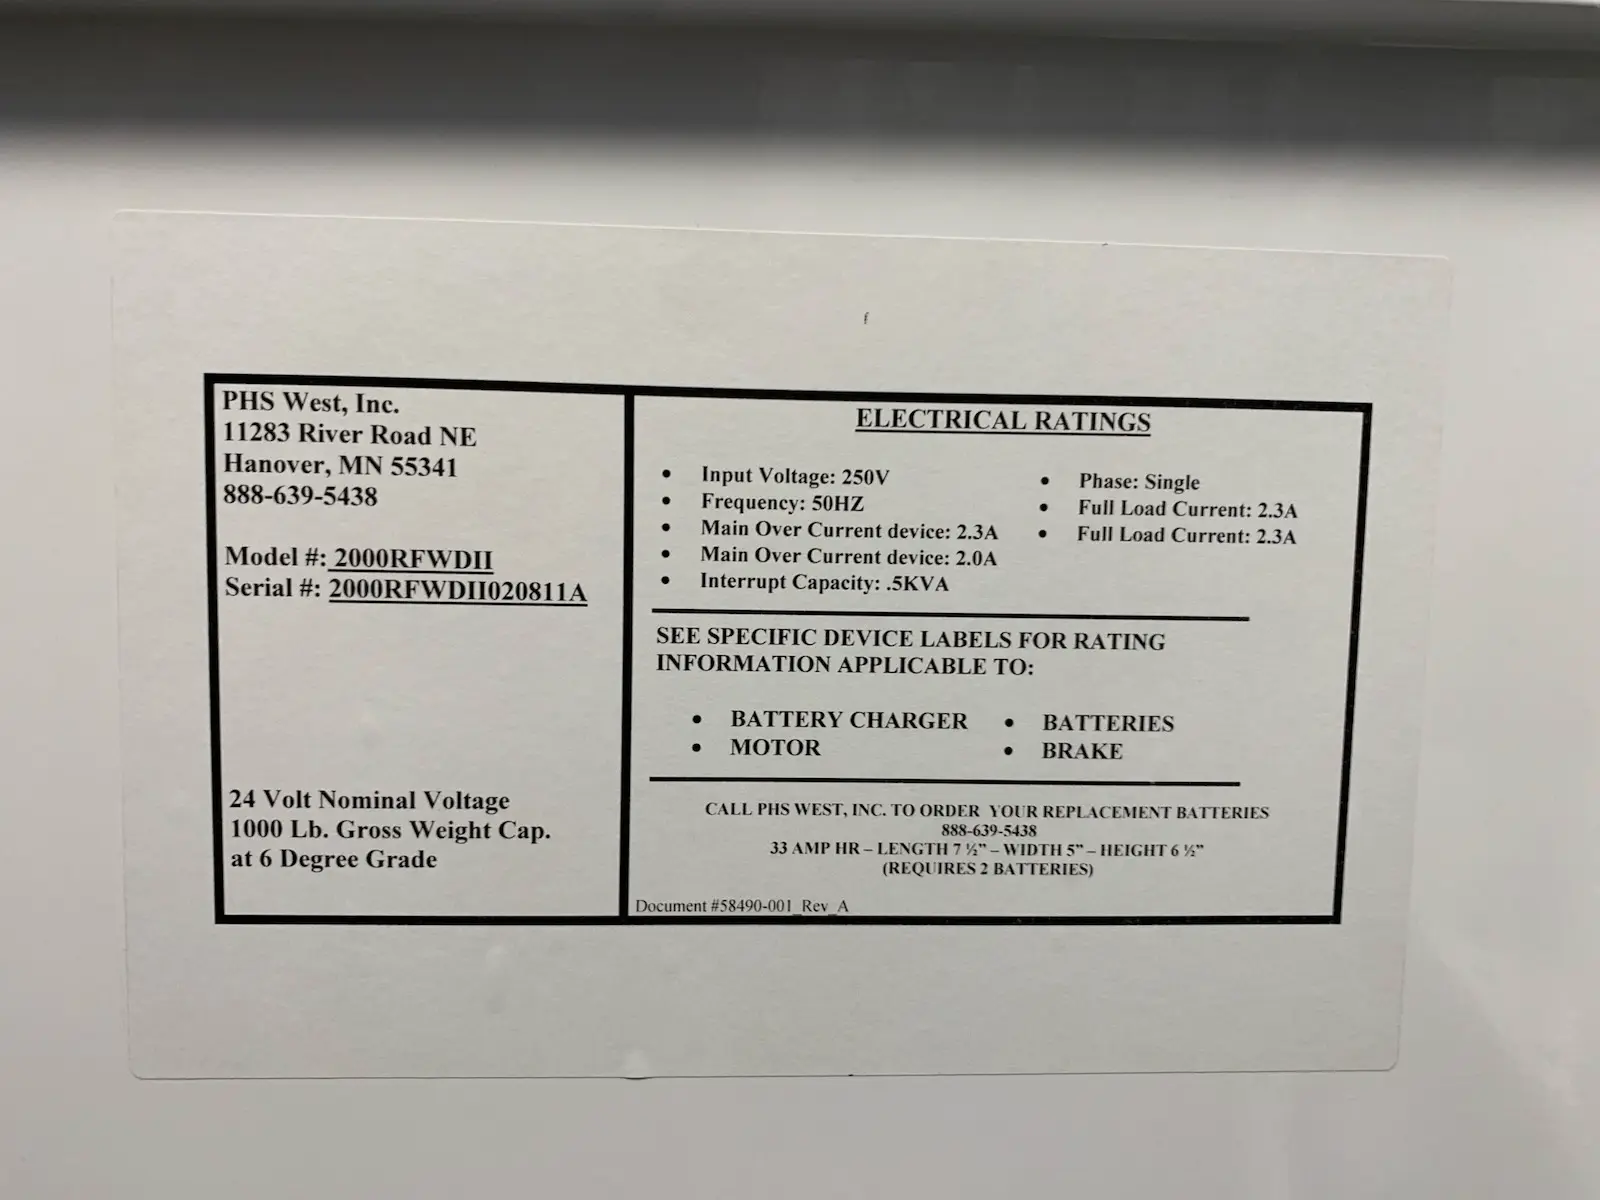 PHS West, Inc.
11283 River Road NE
Hanover, MN 55341
888-639-5438
Model #: 2000RFWDII
Serial #: 2000RFWDII020811A
24 Volt Nominal Voltage
1000 Lb. Gross Weight Cap.
at 6 Degree Grade
ELECTRICAL RATINGS
• Input Voltage: 250V
• Frequency: 50HZ
• Main Over Current device: 2.3A
• Main Over Current device: 2.0A
• Interrupt Capacity: .5KVA
• Phase: Single
• Full Load Current: 2.3A
• Full Load Current: 2.3A
SEE SPECIFIC DEVICE LABELS FOR RATING
INFORMATION APPLICABLE TO:
• BATTERY CHARGER
• MOTOR
• BATTERIES
• BRAKE
CALL PHS WEST, INC. TO ORDER YOUR REPLACEMENT BATTERIES
888-639-5438
33 AMP HR – LENGTH 7 ½” – WIDTH 5” – HEIGHT 6 ½”
(REQUIRES 2 BATTERIES)
Document #58490-001_Rev_A